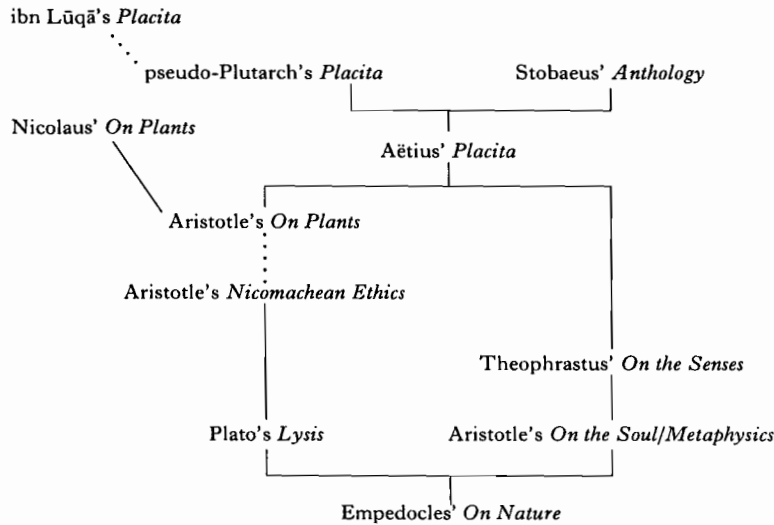 ibn Lūqā's Placita
pseudo-Plutarch's Placita
Stobaeus' Anthology
Nicolaus' On Plants
Aëtius' Placita
Aristotle's On Plants
Aristotle's Nicomachean Ethics
Theophrastus' On the Senses
Plato's Lysis
Aristotle's On the Soul/Metaphysics
Empedocles' On Nature